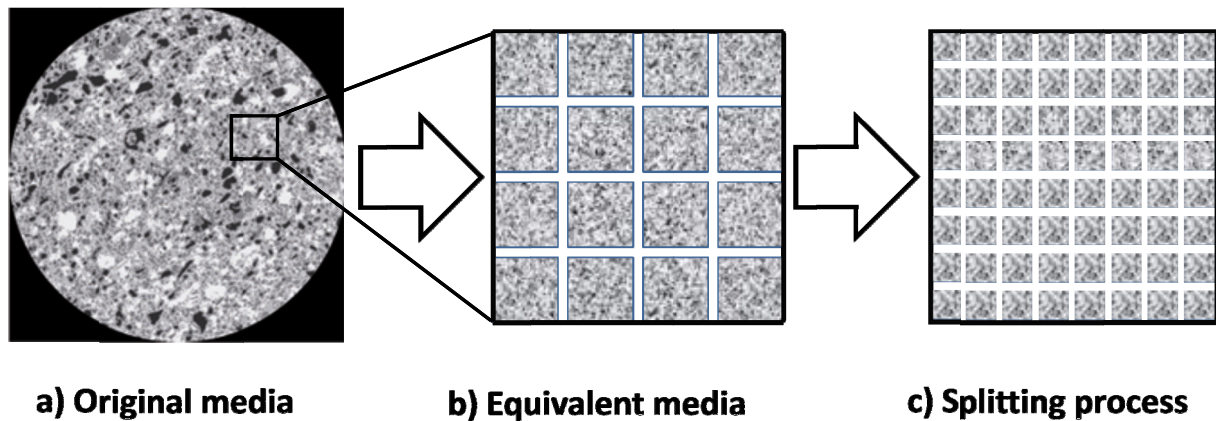 a) Original media
b) Equivalent media
c) Splitting process